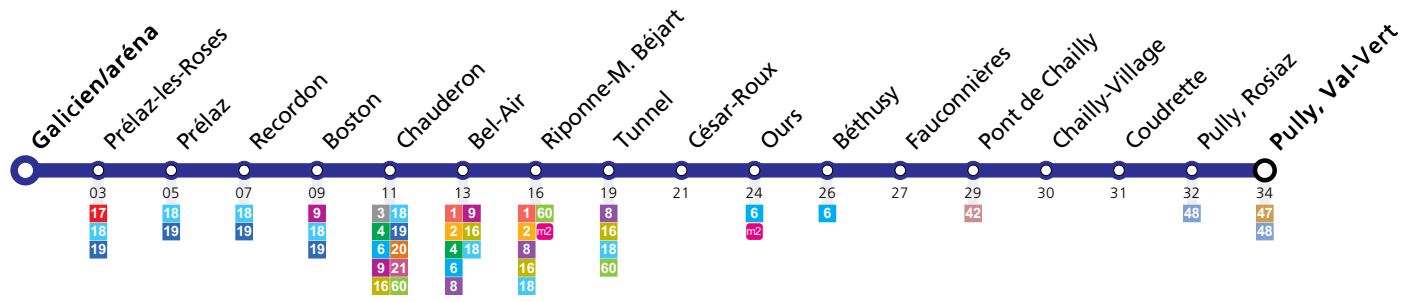 Galicien/aréna
Prélaz-les-Roses
Prélaz
Recordon
Boston
Chauderon
Bel-Air
Riponne-M. Béjart
Tunnel
César-Roux
Ours
Béthusy
Fauconnières
Pont de Chailly
Chailly-Village
Coudrette
Pully, Rosiaz
Pully, Val-Vert
03 05 07 09 11 13 16 19 21 24 26 27 29 30 31 32 34
17 18 18 9 3 18 1 9 1 60 8 6 6 42 48 47
18 19 19 18 4 19 2 16 2 m2 16 m2 48
19 19 6 20 4 18 8 18
9 21 6 16 60
16 60 8 18